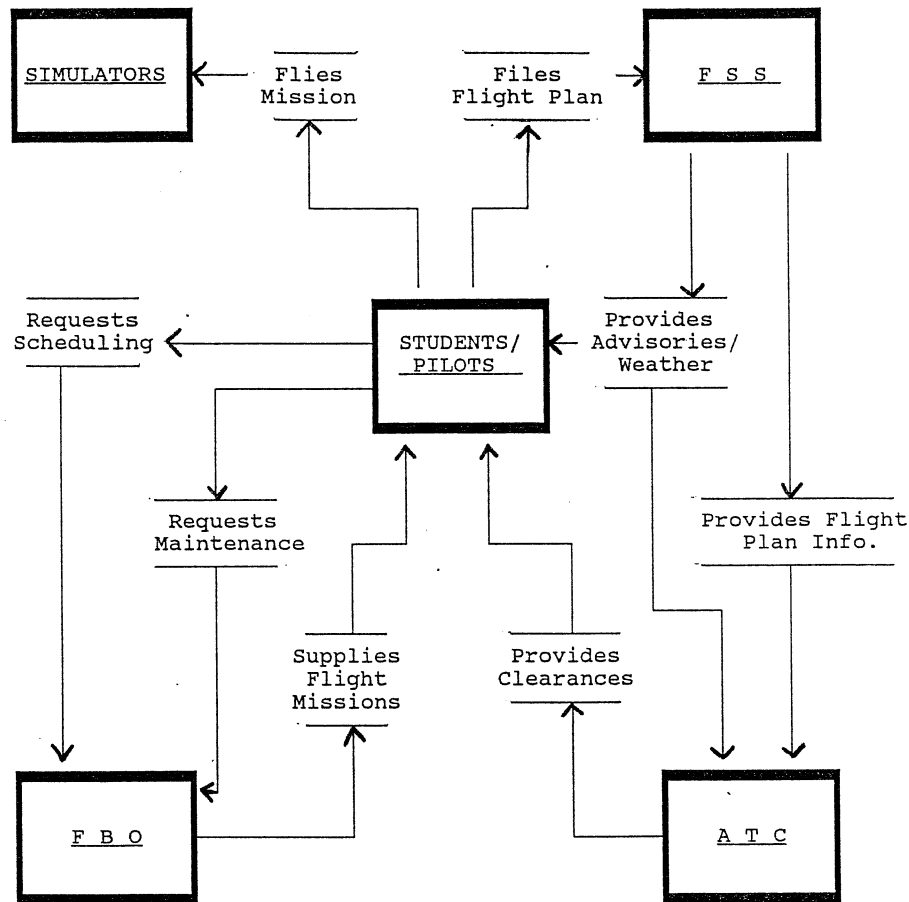 SIMULATORS
Flies
Mission
Files
Flight Plan
F S S
Requests
Scheduling
STUDENTS/
PILOTS
Provides
Advisories/
Weather
Requests
Maintenance
Provides Flight
Plan Info.
Supplies
Flight
Missions
Provides
Clearances
F B O
A T C